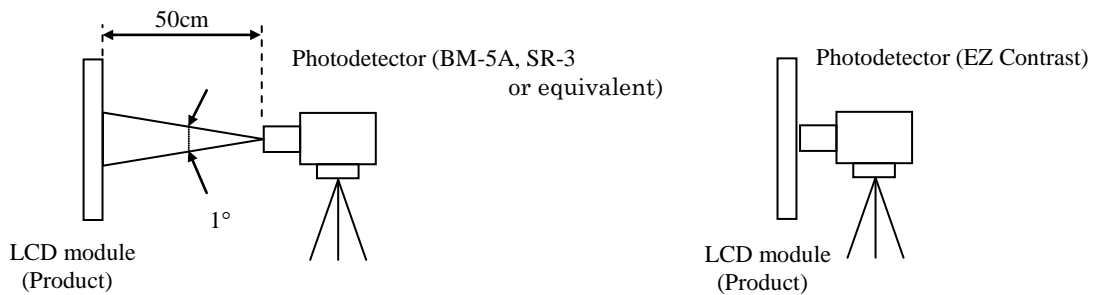 50cm
Photodetector (BM-5A, SR-3
or equivalent)
1°
LCD module
(Product)
Photodetector (EZ Contrast)
LCD module
(Product)